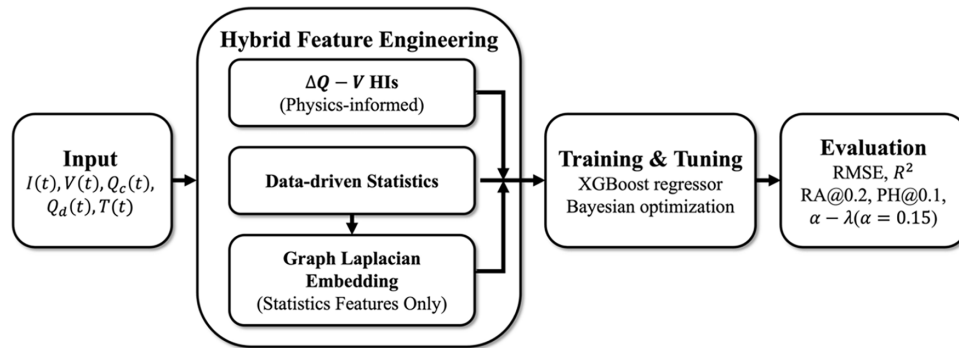 Hybrid Feature Engineering
ΔQ − V HIs
(Physics-informed)
Input
I(t), V(t), Q_c(t),
Q_d(t), T(t)
Data-driven Statistics
Graph Laplacian
Embedding
(Statistics Features Only)
Training & Tuning
XGBoost regressor
Bayesian optimization
Evaluation
RMSE, R²
RA@0.2, PH@0.1,
α − λ(α = 0.15)